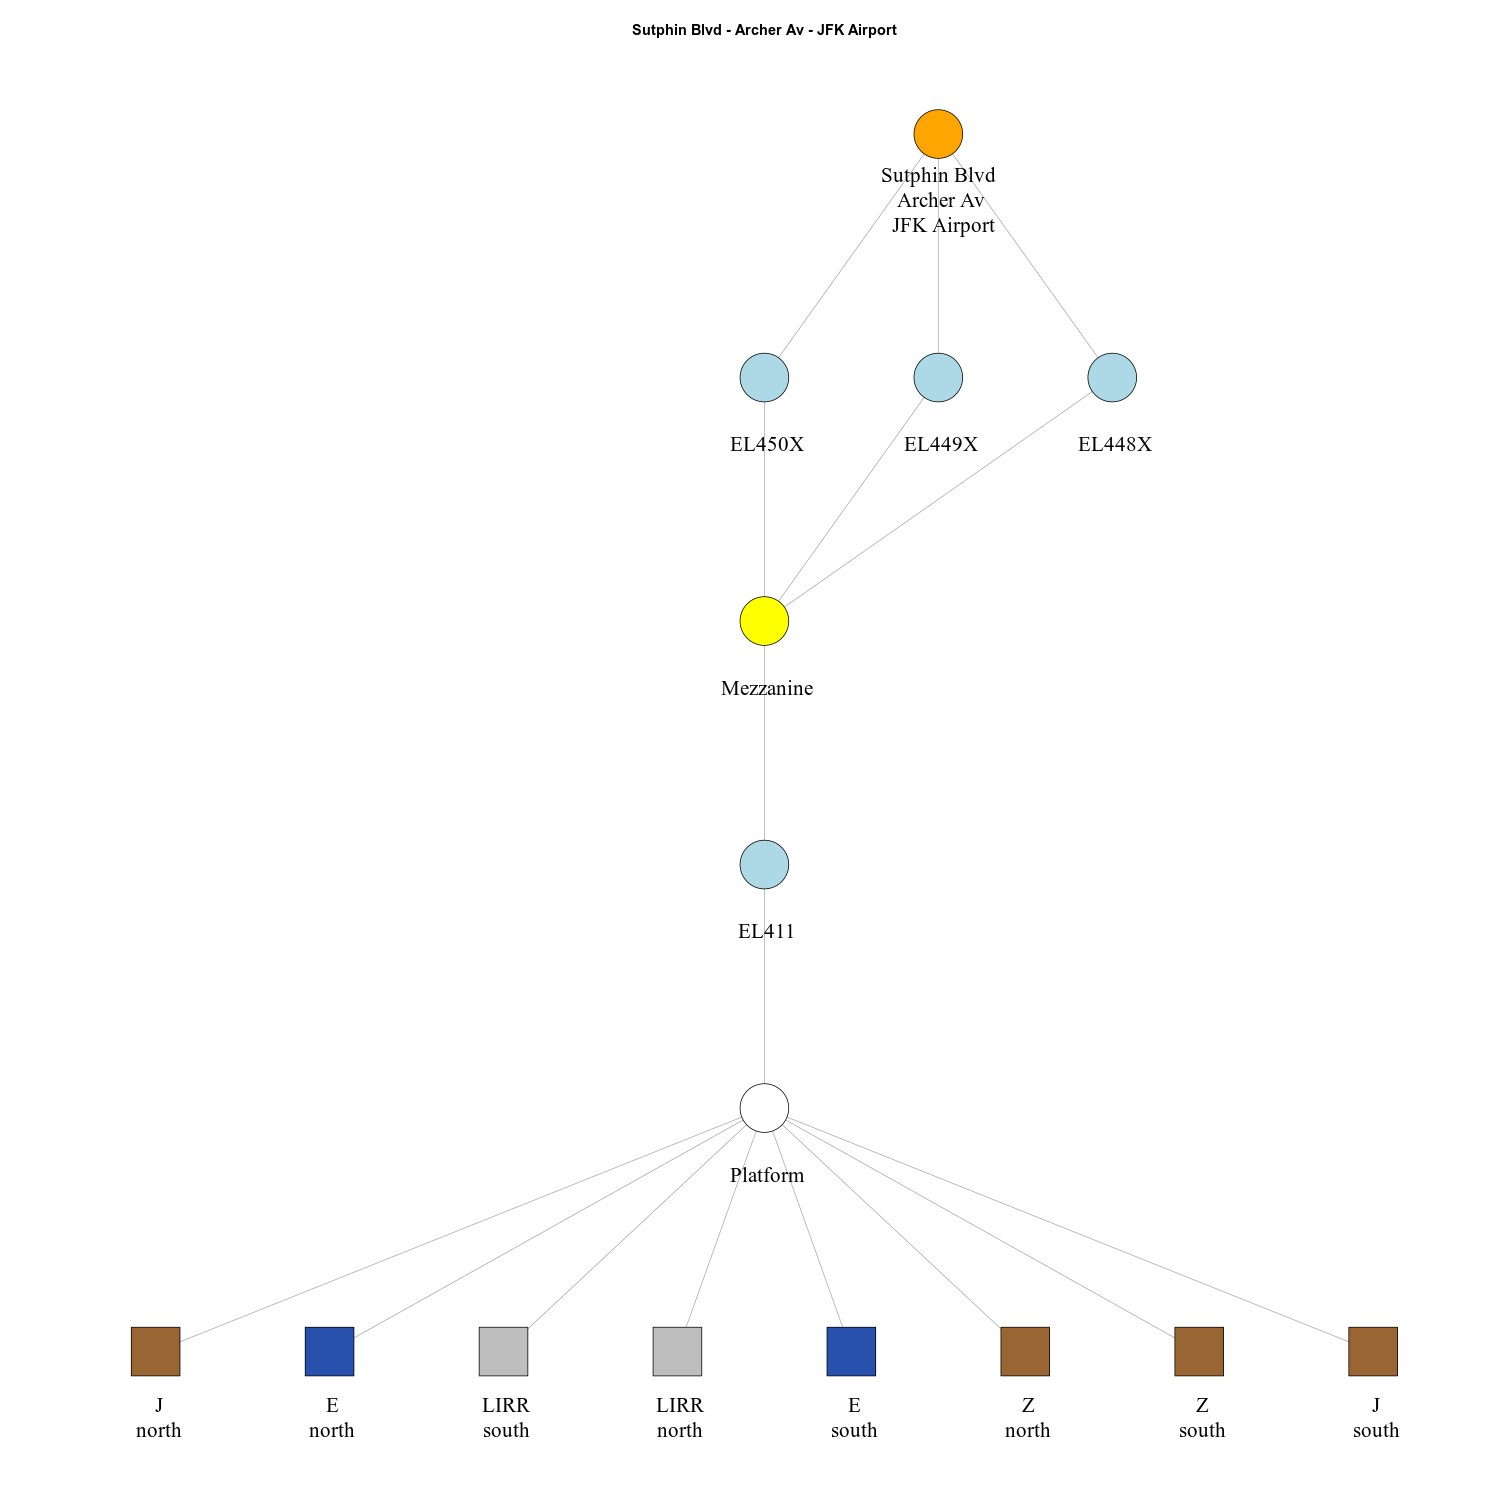 Sutphin Blvd - Archer Av - JFK Airport
Sutphin Blvd
Archer Av
JFK Airport
EL450X
EL449X
EL448X
Mezzanine
EL411
Platform
J
north
E
north
LIRR
south
LIRR
north
E
south
Z
north
Z
south
J
south